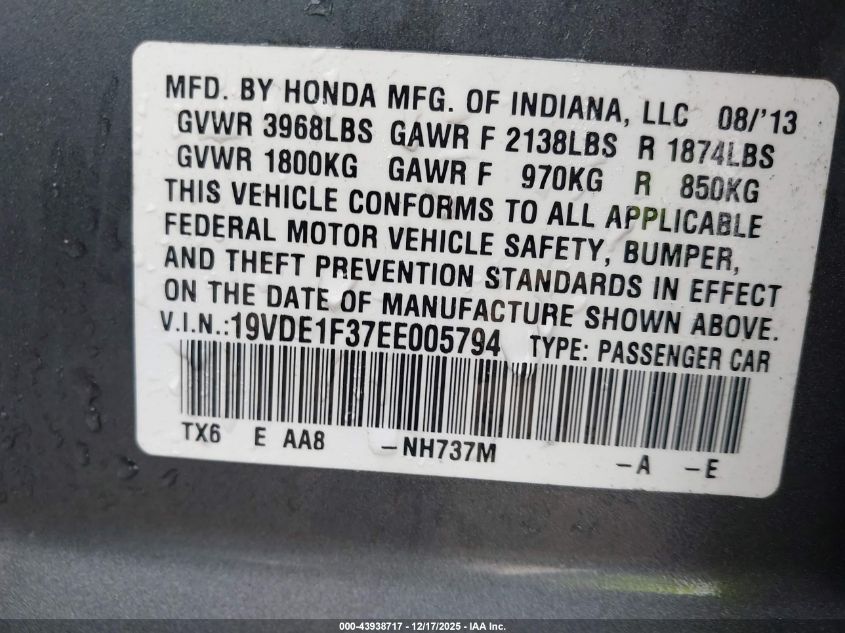 MFD. BY HONDA MFG. OF INDIANA, LLC 08/'13
GVWR 3968LBS GAWR F 2138LBS R 1874LBS
GVWR 1800KG GAWR F 970KG R 850KG
THIS VEHICLE CONFORMS TO ALL APPLICABLE
FEDERAL MOTOR VEHICLE SAFETY, BUMPER,
AND THEFT PREVENTION STANDARDS IN EFFECT
ON THE DATE OF MANUFACTURE SHOWN ABOVE.
V.I.N.:19VDE1F37EE005794 TYPE: PASSENGER CAR
TX6 E AA8 -NH737M -A -E
000-43938717 - 12/17/2025 - IAA Inc.